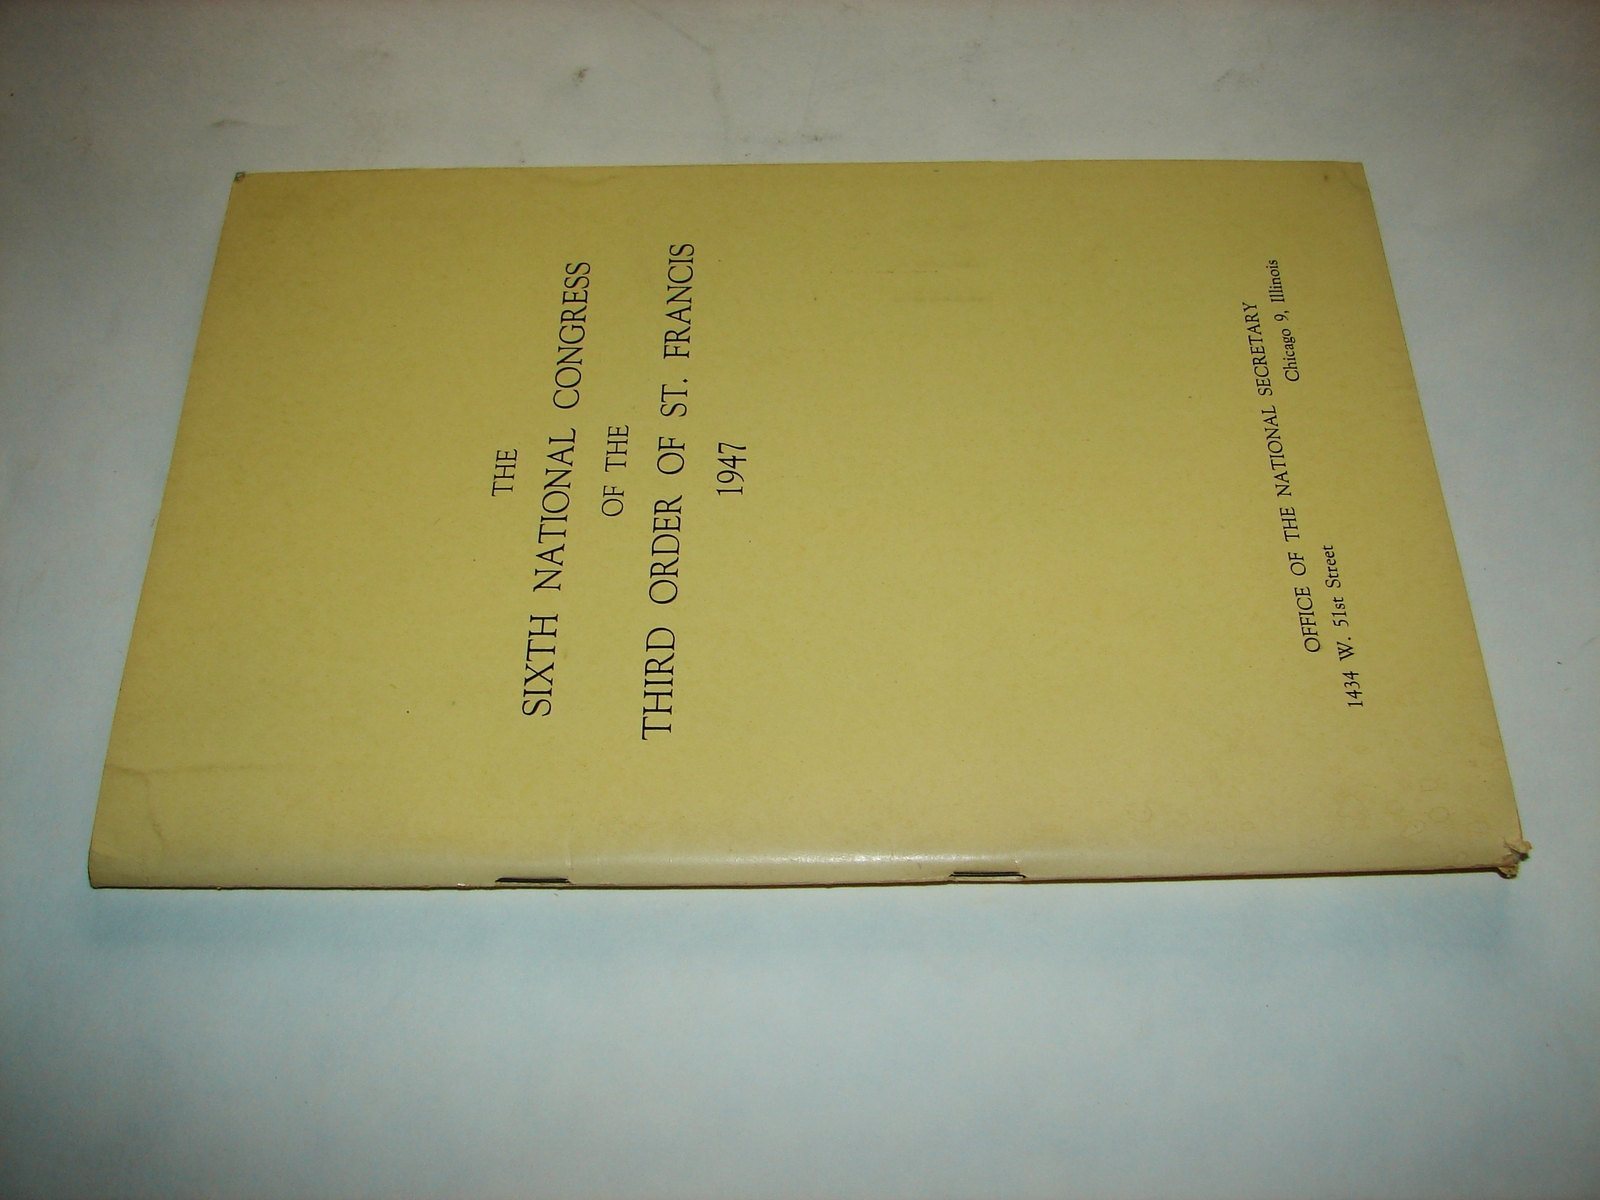 THE
SIXTH NATIONAL CONGRESS
OF THE
THIRD ORDER OF ST. FRANCIS
1947
OFFICE OF THE NATIONAL SECRETARY
1434 W. 51st Street Chicago 9, Illinois